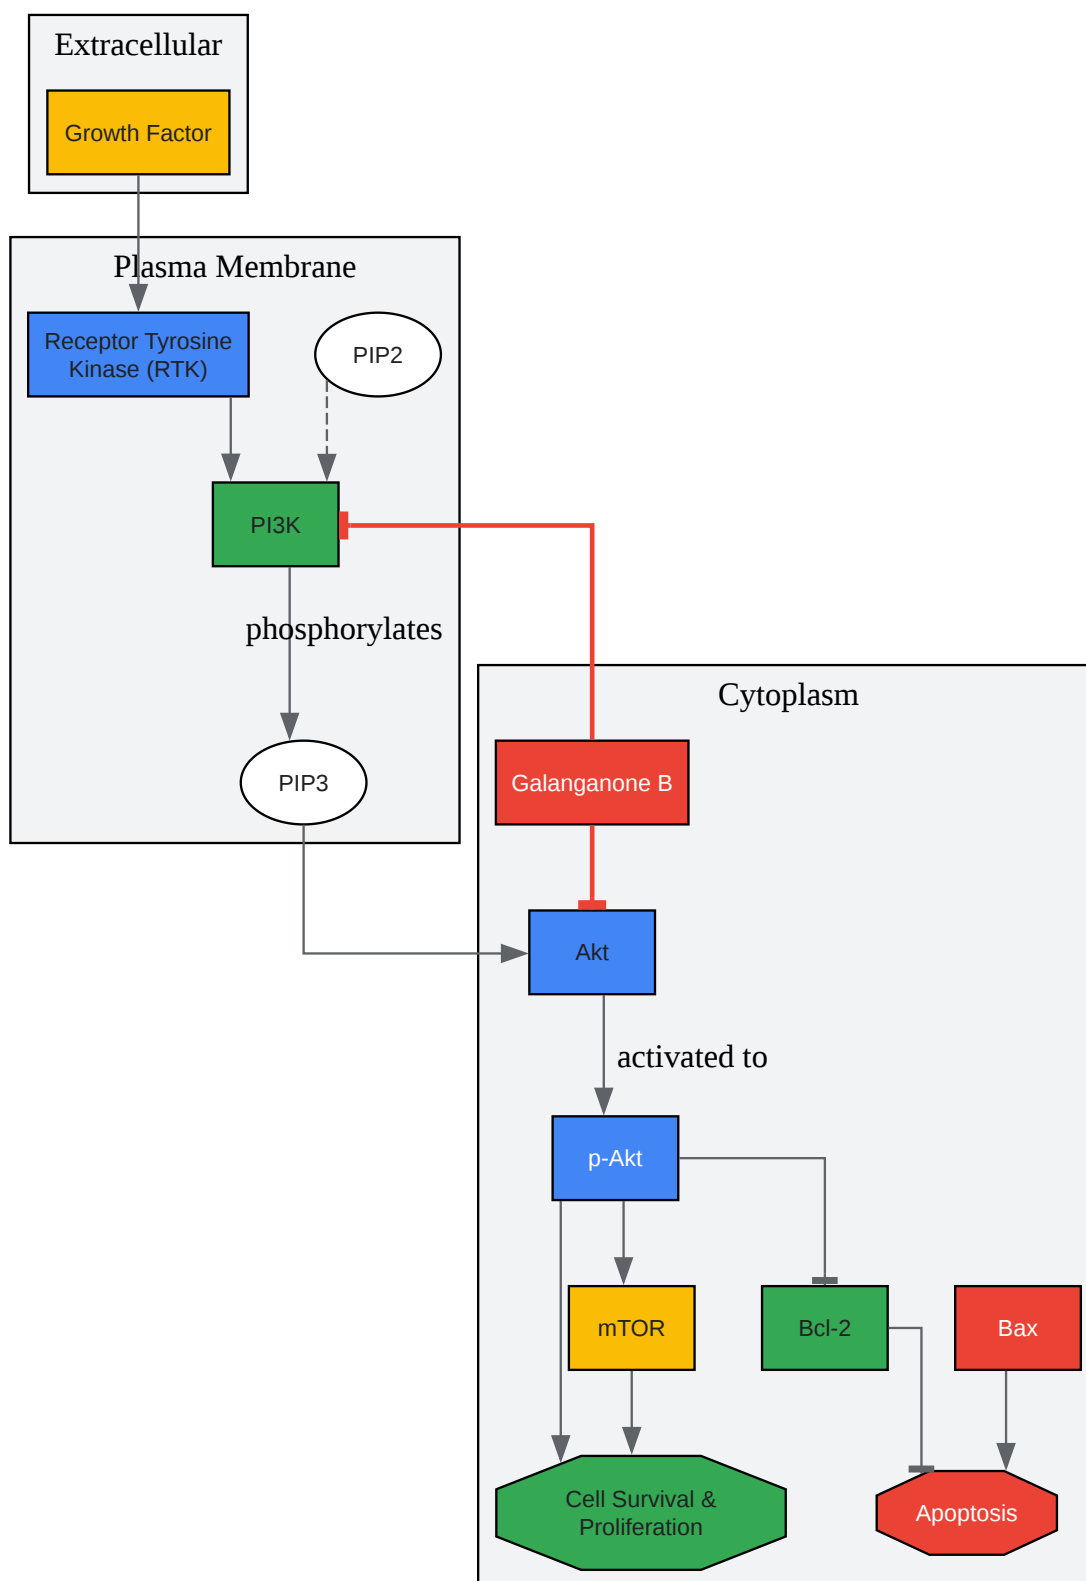 Extracellular
Growth Factor
Plasma Membrane
Receptor Tyrosine
Kinase (RTK)
PIP2
PI3K
phosphorylates
Cytoplasm
PIP3
Galanganone B
Akt
activated to
p-Akt
mTOR
Bcl-2
Bax
Cell Survival &
Proliferation
Apoptosis